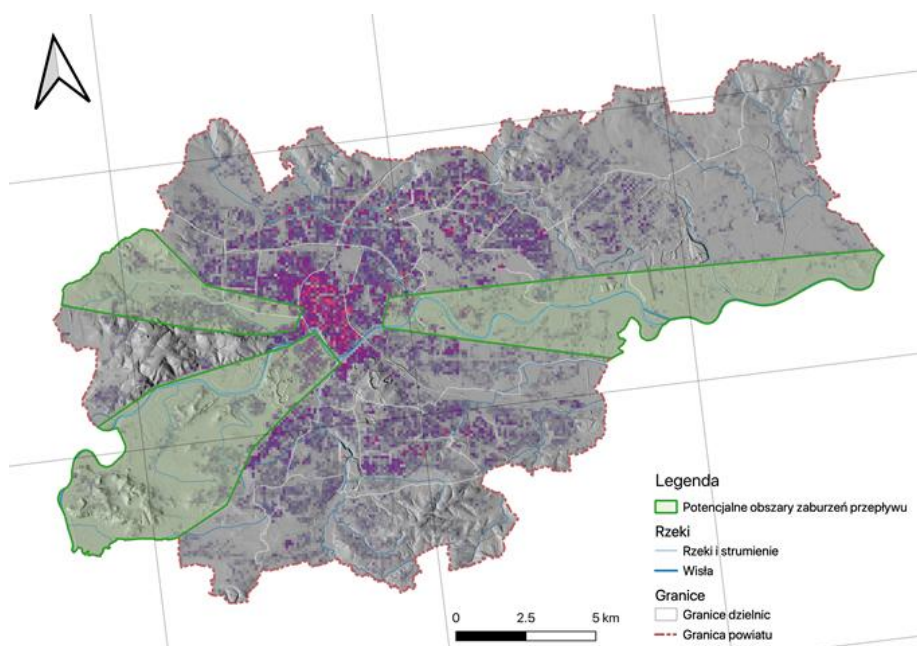 Legenda
Potencjalne obszary zaburzeń przepływu
Rzeki
Rzeki i strumienie
Wisła
Granice
Granice dzielnic
Granica powiatu
0 2.5 5 km